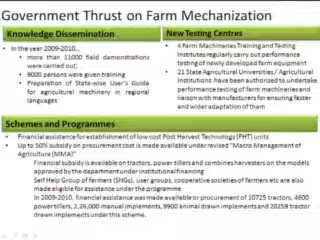 Government Thrust on Farm Mechanization
Knowledge Dissemination
In the year 2009-2010...
more than 11000 field demonstrations
were carried out;
9000 persons were given training
Preparation of State-wise User's Guide
for agricultural machinery in regional
languages
New Testing Centres
4 Farm Machineries Training and Testing
Institutes regularly carry out performance
testing of newly developed farm equipment
21 State Agricultural Universities / Agricultural
Institutions have been authorized to undertake
performance testing of farm machineries and
liaison with manufacturers for ensuring faster
and wider adaptation of them
Schemes and Programmes
Financial assistance for establishment of low cost Post Harvest Technology (PHT) units
Up to 50% subsidy on procurement cost is made available under revised "Macro Management of
Agriculture (MMA)"
Financial subsidy is available on tractors, power tillers and combines harvesters on the models
approved by the department under institutional financing
Self Help Group of farmers (SHGs), user groups, cooperative societies of farmers etc are also
made eligible for assistance under the programme
In 2009-2010, financial assistance was made available or procurement of 10725 tractors, 4600
powertillers, 2,26,000 manual implements, 9900 animal drawn implements and 20259 tractor
drawn implements under this scheme.